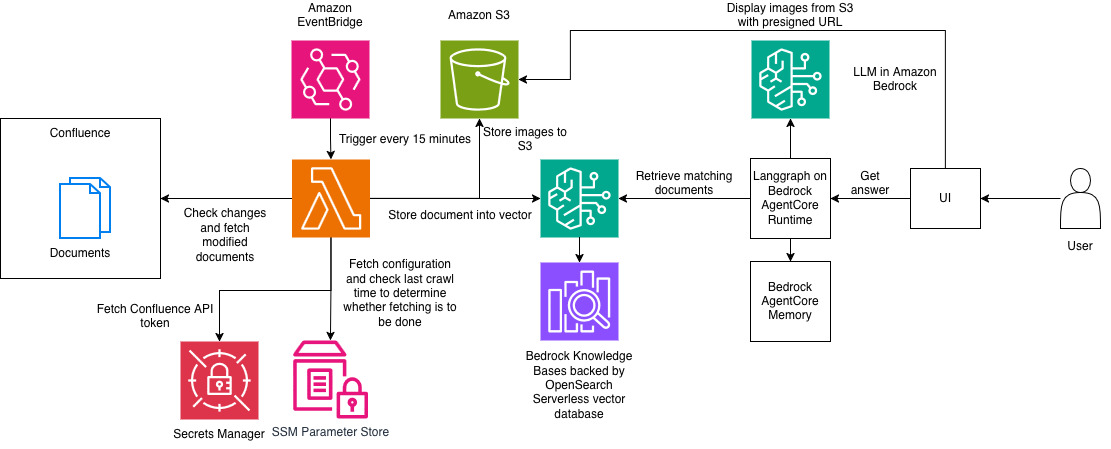 Amazon
EventBridge
Amazon S3
Display images from S3
with presigned URL
LLM in Amazon
Bedrock
Confluence
Trigger every 15 minutes
Store images to
S3
Documents
Check changes
and fetch
modified
documents
Store document into vector
Retrieve matching
documents
Langgraph on
Bedrock
AgentCore
Runtime
Get
answer
UI
User
Fetch configuration
and check last crawl
time to determine
whether fetching is to
be done
Fetch Confluence API
token
Bedrock
AgentCore
Memory
Bedrock Knowledge
Bases backed by
OpenSearch
Serverless vector
database
Secrets Manager
SSM Parameter Store